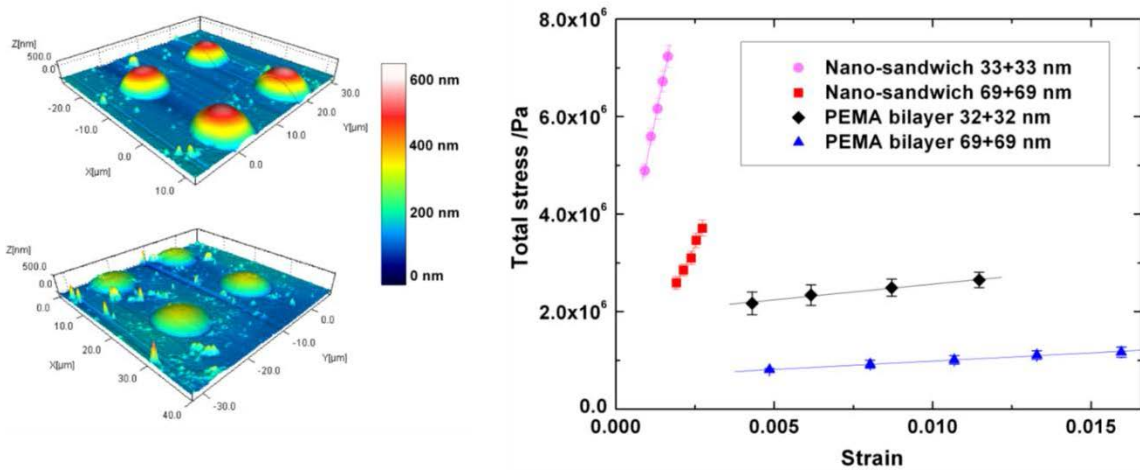 Z[nm]
500.0
0.0
-20.0
-10.0
0.0
10.0
X[µm]
30.0
20.0
10.0
0.0
Y[µm]
600 nm
400 nm
200 nm
0 nm
Z[nm]
500.0
0.0
0.0
10.0
20.0
30.0
40.0
X[µm]
0.0
-10.0
-20.0
-30.0
Y[µm]
Total stress /Pa
8.0x10⁶
6.0x10⁶
4.0x10⁶
2.0x10⁶
0.0
Nano-sandwich 33+33 nm
Nano-sandwich 69+69 nm
PEMA bilayer 32+32 nm
PEMA bilayer 69+69 nm
0.000 0.005 0.010 0.015
Strain